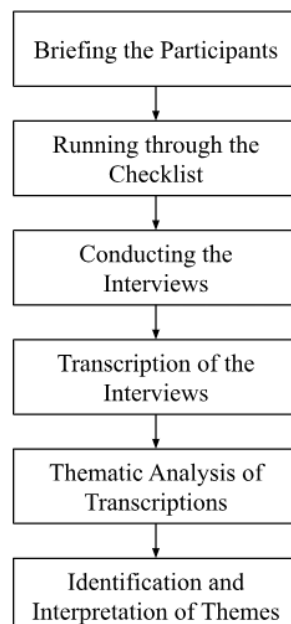 Briefing the Participants
Running through the
Checklist
Conducting the
Interviews
Transcription of the
Interviews
Thematic Analysis of
Transcriptions
Identification and
Interpretation of Themes